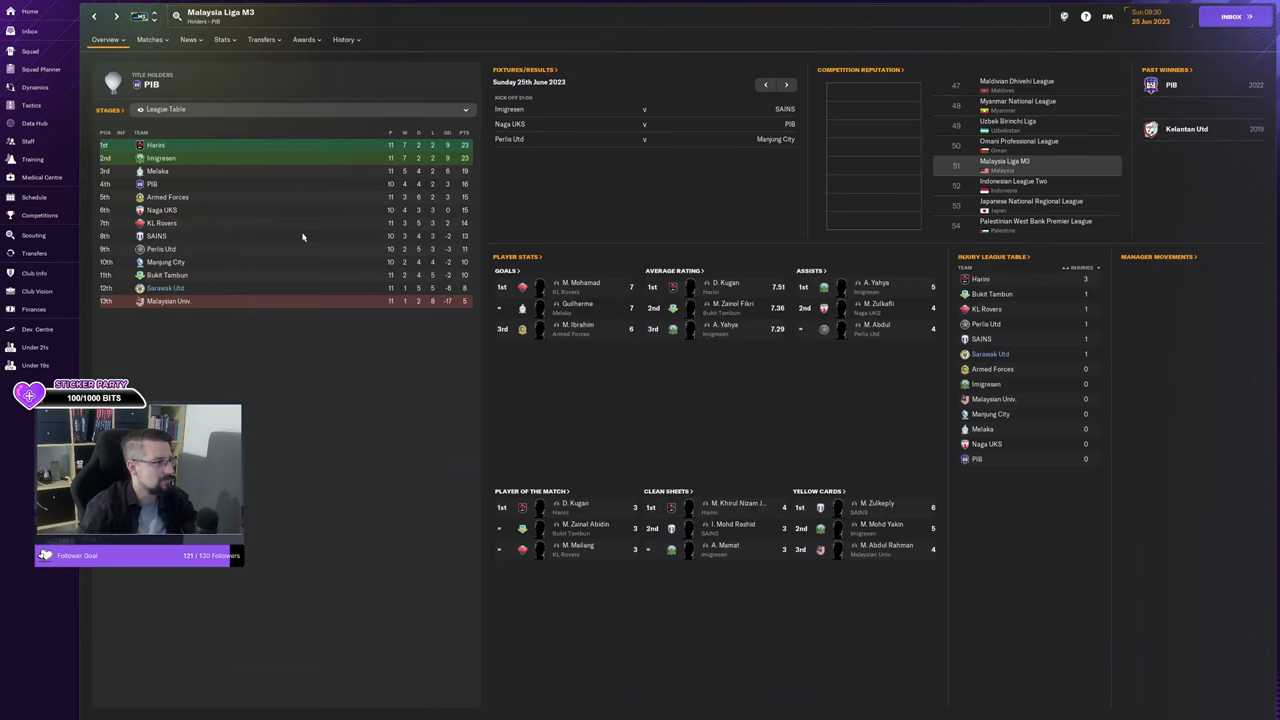 Home
Inbox
Squad
Squad Planner
Dynamics
Tactics
Data Hub
Staff
Training
Medical Centre
Schedule
Competitions
Scouting
Transfers
Club Info
Club Vision
Finances
Dev. Centre
Under 21s
Under 19s
Malaysia Liga M3
Holders - PIB
FM
Sun 09:30
25 Jun 2023
INBOX
Overview Matches News Stats Transfers Awards History
TITLE HOLDERS
PIB
STAGES League Table
POS INF TEAM P W D L GD PTS
1st Harini 11 7 2 2 9 23
2nd Imigresen 11 7 2 2 9 23
3rd Melaka 11 5 4 2 6 19
4th PIB 10 4 4 2 3 16
5th Armed Forces 11 3 6 2 3 15
6th Naga UKS 10 4 3 3 0 15
7th KL Rovers 11 3 5 3 2 14
8th SAINS 10 3 4 3 -2 13
9th Perlis Utd 10 2 5 3 -3 11
10th Manjung City 10 2 4 4 -2 10
11th Bukit Tambun 11 2 4 5 -2 10
12th Sarawak Utd 11 1 5 5 -6 8
13th Malaysian Univ. 11 1 2 8 -17 5
STICKER PARTY
100/1000 BITS
Follower Goal 121 / 130 Followers
FIXTURES/RESULTS
Sunday 25th June 2023
KICK OFF 21:00
Imigresen v SAINS
Naga UKS v PIB
Perlis Utd v Manjung City
COMPETITION REPUTATION
47 Maldivian Dhivehi League
Maldives
48 Myanmar National League
Myanmar
49 Uzbek Birinchi Liga
Uzbekistan
50 Omani Professional League
Oman
51 Malaysia Liga M3
Malaysia
52 Indonesian League Two
Indonesia
53 Japanese National Regional League
Japan
54 Palestinian West Bank Premier League
Palestine
PAST WINNERS
PIB 2022
Kelantan Utd 2019
PLAYER STATS
GOALS
1st M. Mohamad 7
KL Rovers
= Guilherme 7
Melaka
3rd M. Ibrahim 6
Armed Forces
AVERAGE RATING
1st D. Kugan 7.51
Harini
2nd M. Zainol Fikri 7.36
Bukit Tambun
3rd A. Yahya 7.29
Imigresen
ASSISTS
1st A. Yahya 5
Imigresen
2nd M. Zulkafli 4
Naga UKS
= M. Abdul 4
Perlis Utd
PLAYER OF THE MATCH
1st D. Kugan 3
Harini
= M. Zainal Abidin 3
Bukit Tambun
= M. Mailang 3
KL Rovers
CLEAN SHEETS
1st M. Khirul Nizam J... 4
Harini
2nd I. Mohd Rashid 3
SAINS
= A. Mamat 3
Imigresen
YELLOW CARDS
1st M. Zulkeply 6
SAINS
2nd M. Mohd Yakin 5
Imigresen
3rd M. Abdul Rahman 4
Malaysian Univ.
INJURY LEAGUE TABLE
TEAM INJURIES
Harini 3
Bukit Tambun 1
KL Rovers 1
Perlis Utd 1
SAINS 1
Sarawak Utd 1
Armed Forces 0
Imigresen 0
Malaysian Univ. 0
Manjung City 0
Melaka 0
Naga UKS 0
PIB 0
MANAGER MOVEMENTS